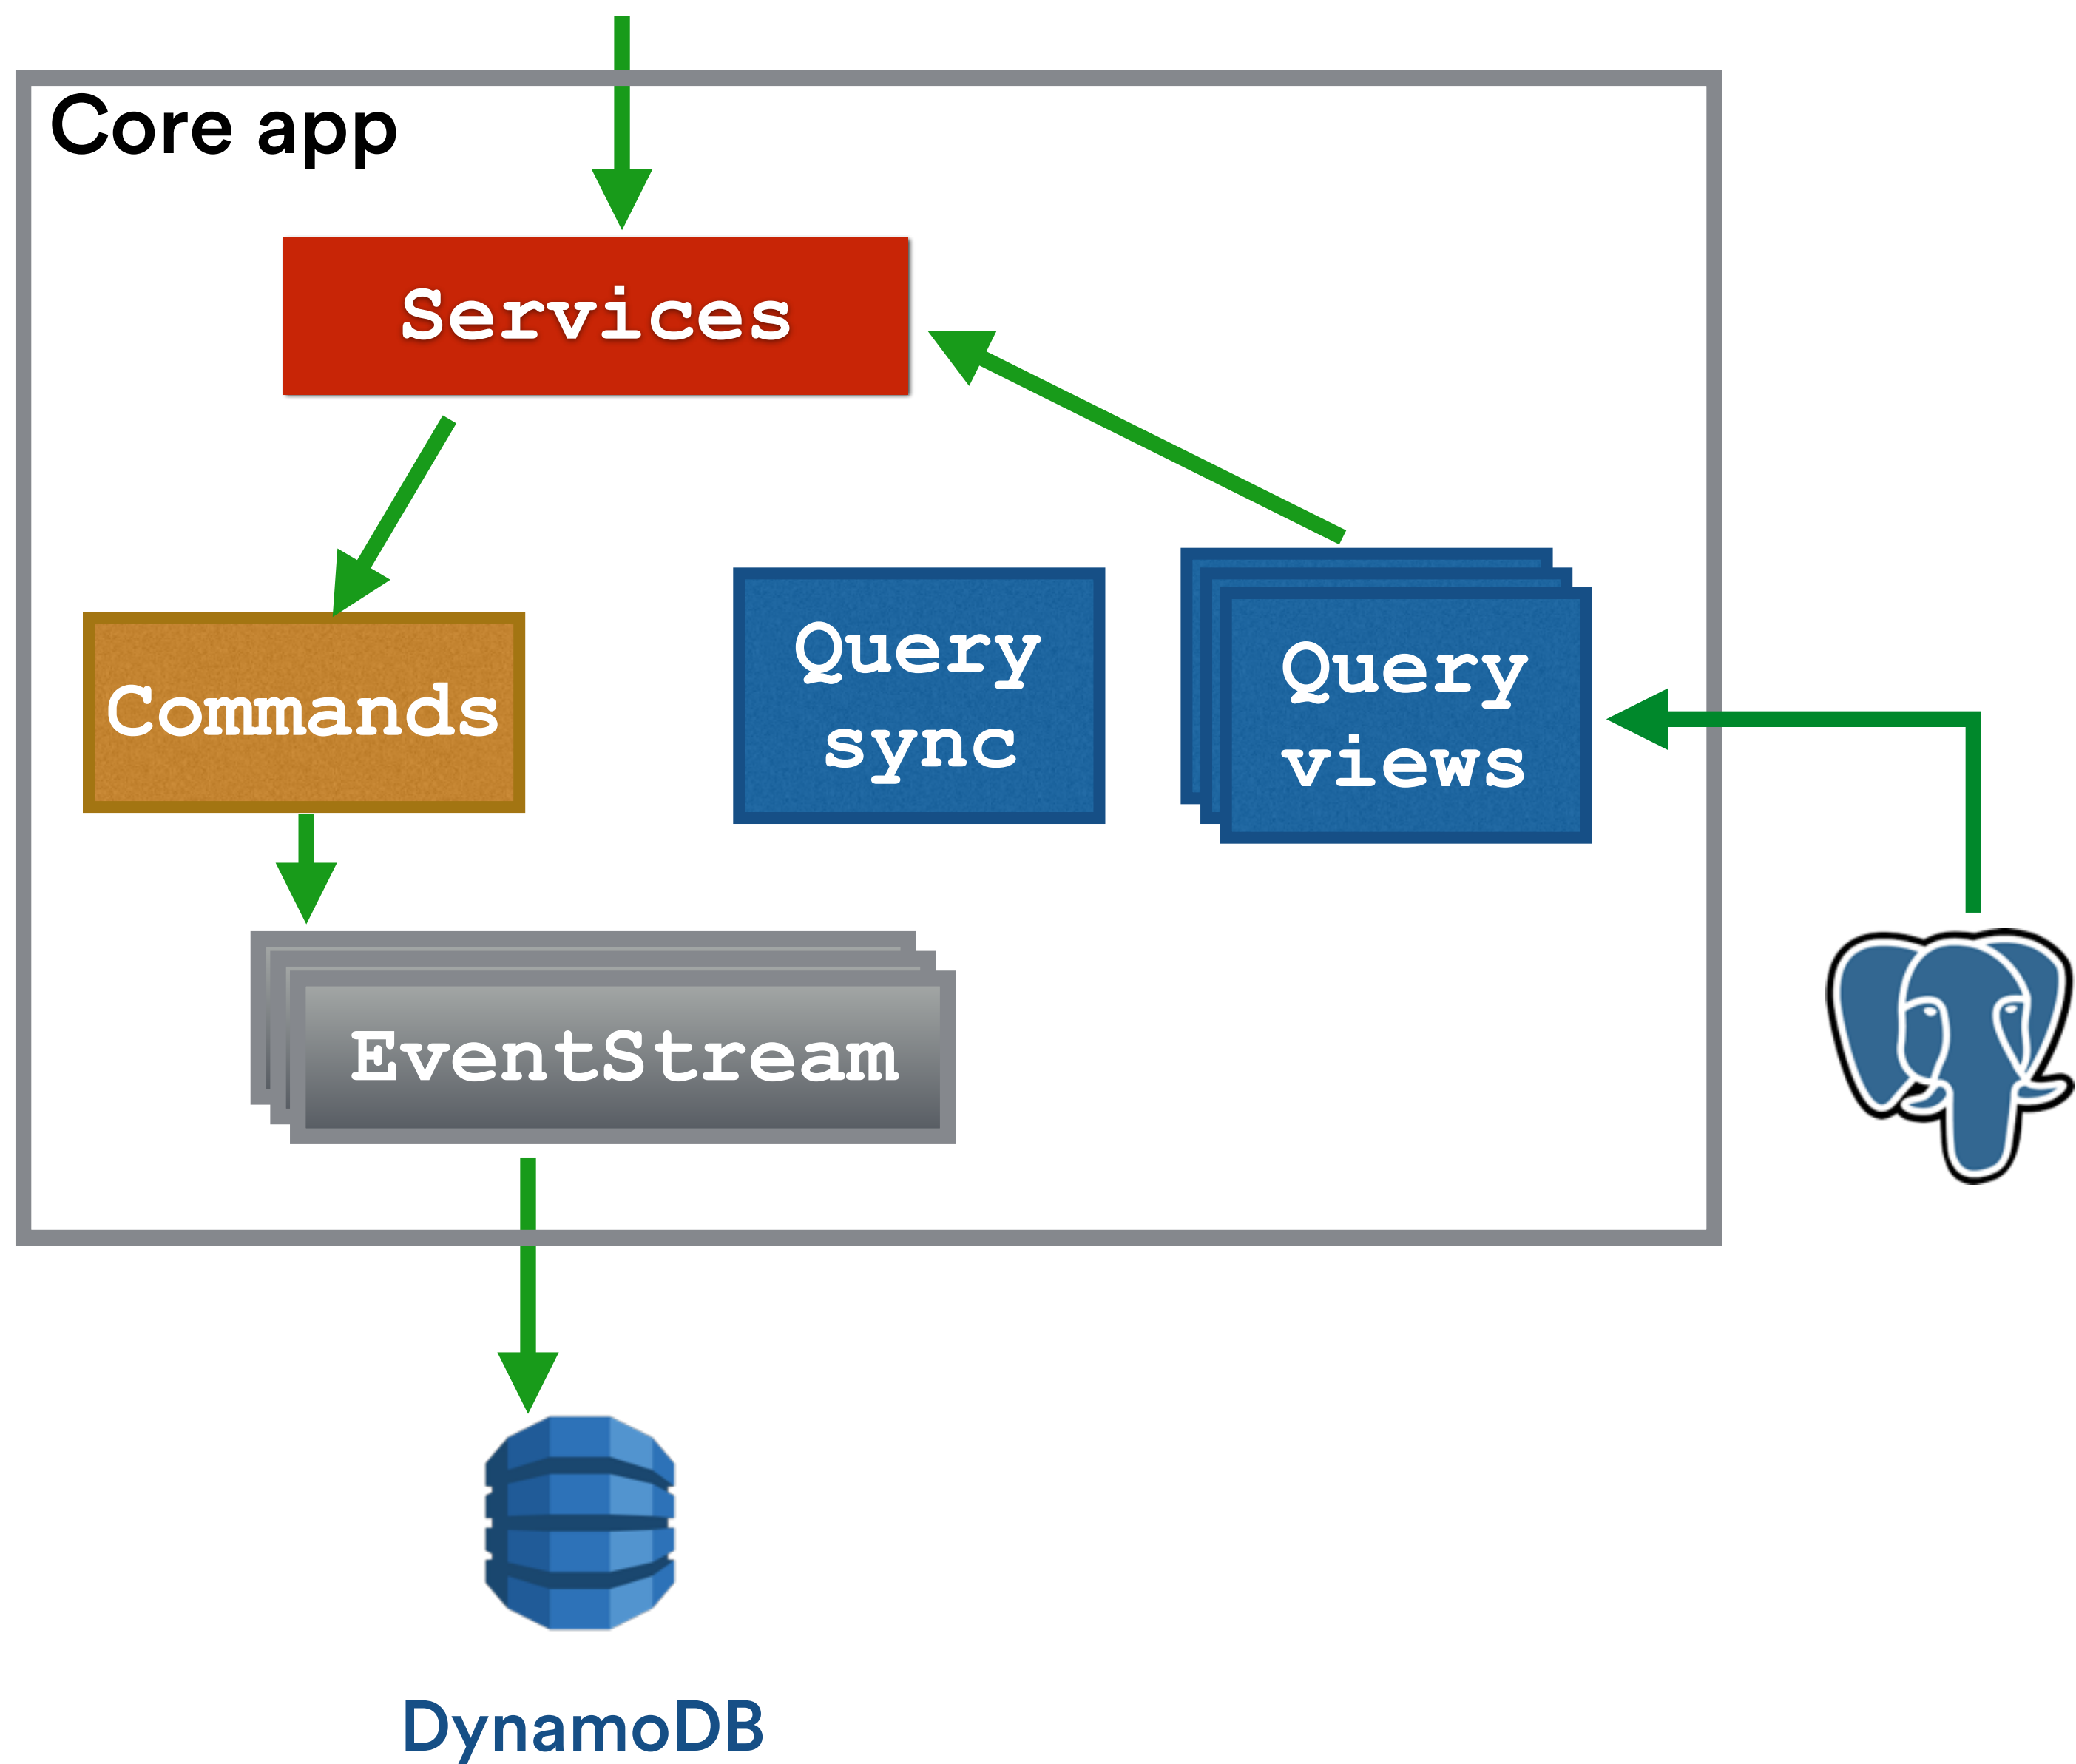 Core app
Services
Commands
Query
sync
Query
views
EventStream
DynamoDB